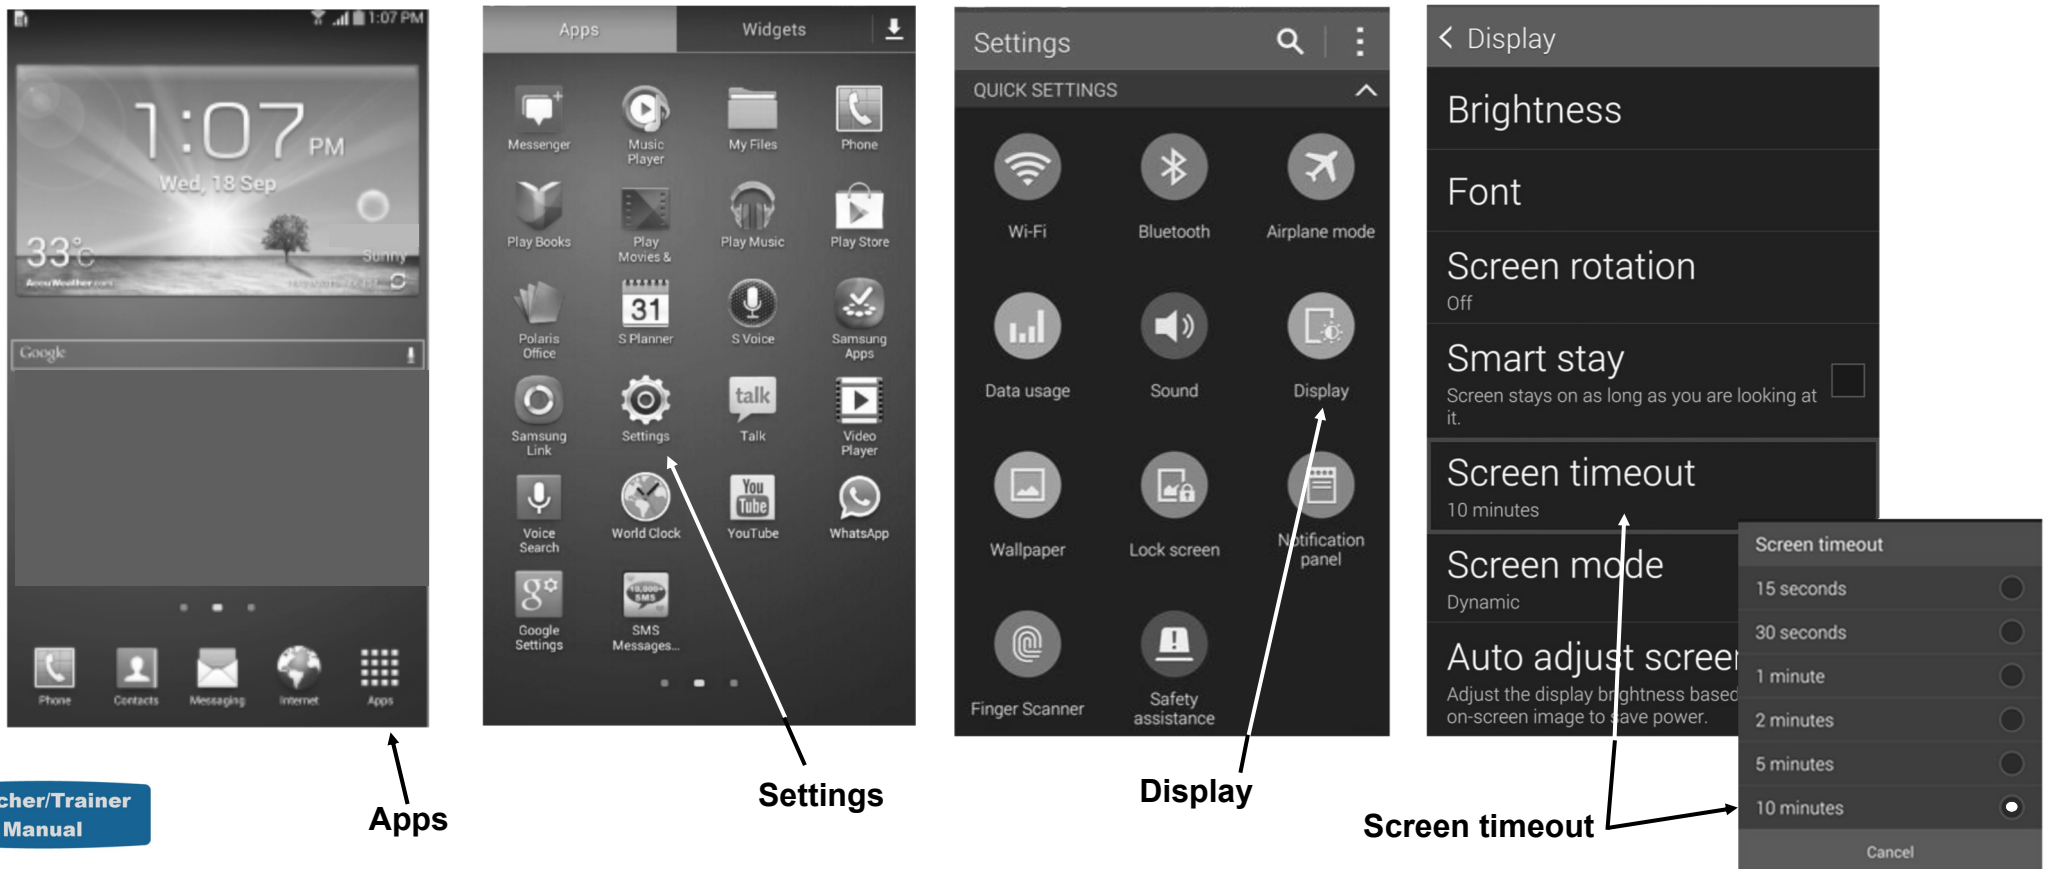 1:07 PM
1:07 PM
Wed, 18 Sep
33°C
Sunny
AccuWeather.com
Google
Phone
Contacts
Messaging
Internet
Apps
Apps
Widgets
Messenger
Music
Player
My Files
Phone
Play Books
Play
Movies &
Play Music
Play Store
Polaris
Office
31
S Planner
S Voice
Samsung
Apps
Samsung
Link
Settings
talk
Talk
Video
Player
Voice
Search
World Clock
You
Tube
YouTube
WhatsApp
g
Google
Settings
10,000+
SMS
SMS
Messages...
Settings
QUICK SETTINGS
Wi-Fi
Bluetooth
Airplane mode
Data usage
Sound
Display
Wallpaper
Lock screen
Notification
panel
Finger Scanner
Safety
assistance
Display
Brightness
Font
Screen rotation
Off
Smart stay
Screen stays on as long as you are looking at
it.
Screen timeout
10 minutes
Screen mode
Dynamic
Auto adjust screen
Adjust the display brightness based
on-screen image to save power.
Screen timeout
15 seconds
30 seconds
1 minute
2 minutes
5 minutes
10 minutes
Cancel
Apps
Settings
Display
Screen timeout
cher/Trainer
Manual